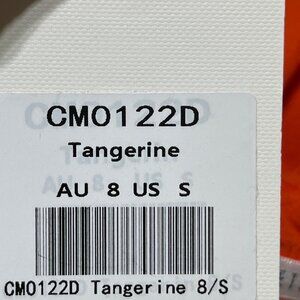 CM0122D
Tangerine
AU 8 US S
CM0122D Tangerine 8/S